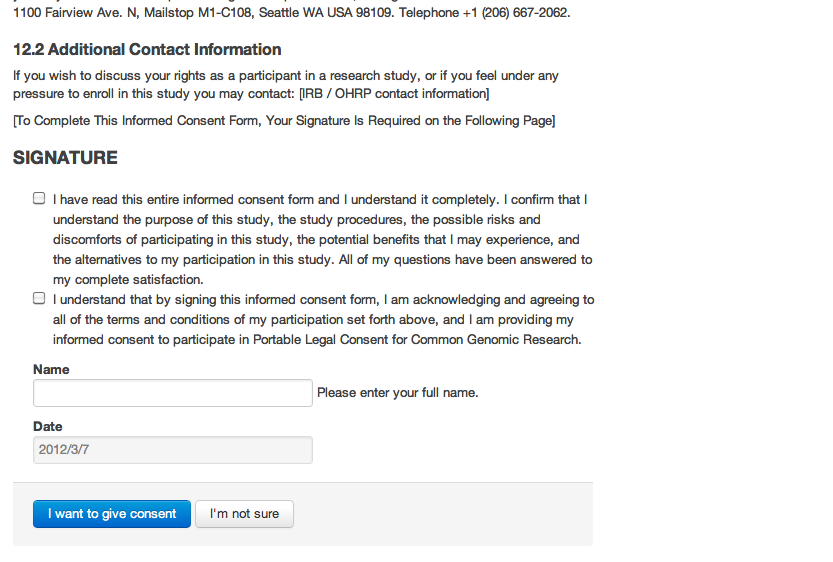 1100 Fairview Ave. N, Mailstop M1-C108, Seattle WA USA 98109. Telephone +1 (206) 667-2062.
12.2 Additional Contact Information
If you wish to discuss your rights as a participant in a research study, or if you feel under any
pressure to enroll in this study you may contact: [IRB / OHRP contact information]
[To Complete This Informed Consent Form, Your Signature Is Required on the Following Page]
SIGNATURE
I have read this entire informed consent form and I understand it completely. I confirm that I
understand the purpose of this study, the study procedures, the possible risks and
discomforts of participating in this study, the potential benefits that I may experience, and
the alternatives to my participation in this study. All of my questions have been answered to
my complete satisfaction.
I understand that by signing this informed consent form, I am acknowledging and agreeing to
all of the terms and conditions of my participation set forth above, and I am providing my
informed consent to participate in Portable Legal Consent for Common Genomic Research.
Name
Please enter your full name.
Date
2012/3/7
I want to give consent I'm not sure